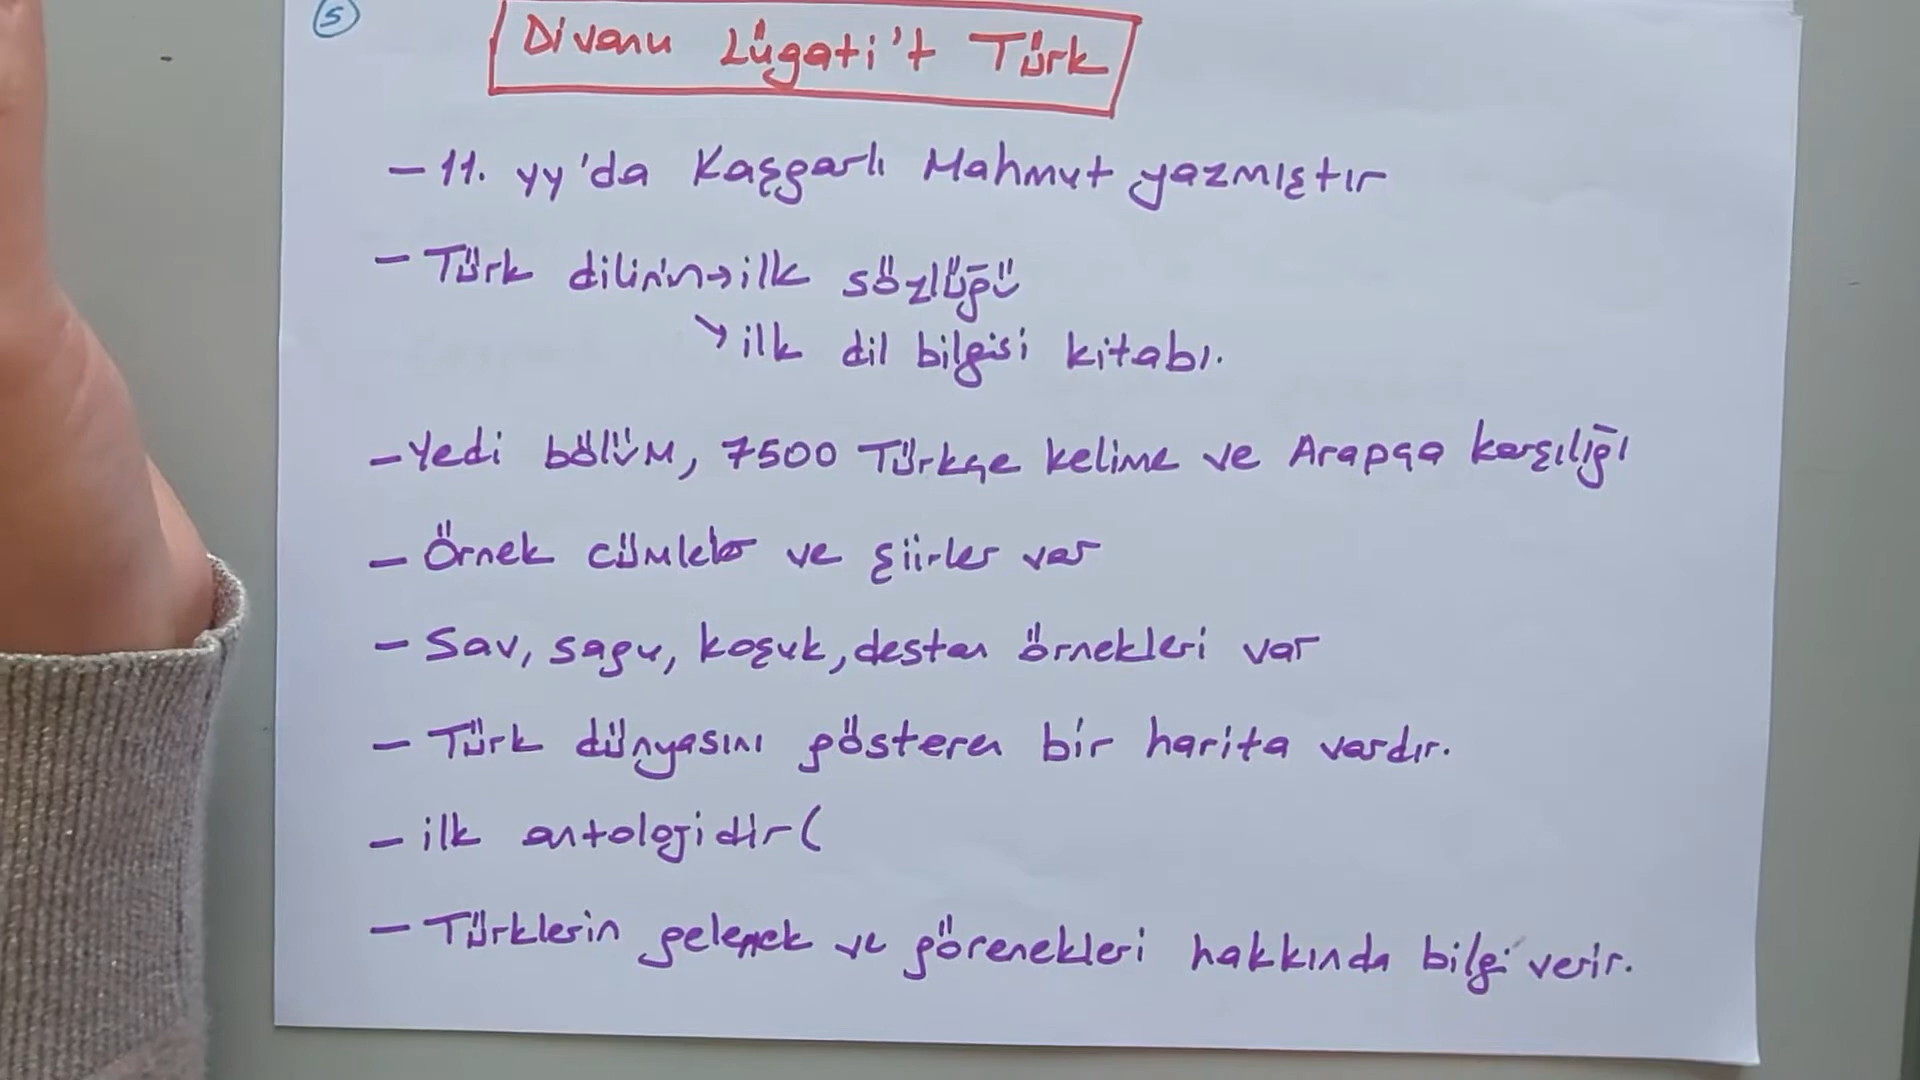 5
Divanu Lügati't Türk
- 11. yy'da Kaşgarlı Mahmut yazmıştır
- Türk dilinin → ilk sözlüğü
↘ ilk dil bilgisi kitabı.
- Yedi bölüm, 7500 Türkçe kelime ve Arapça karşılığı
- Örnek cümleler ve şiirler var
- Sav, sagu, koşuk, destan örnekleri var
- Türk dünyasını gösteren bir harita vardır.
- ilk antolojidir (
- Türklerin gelenek ve görenekleri hakkında bilgi verir.